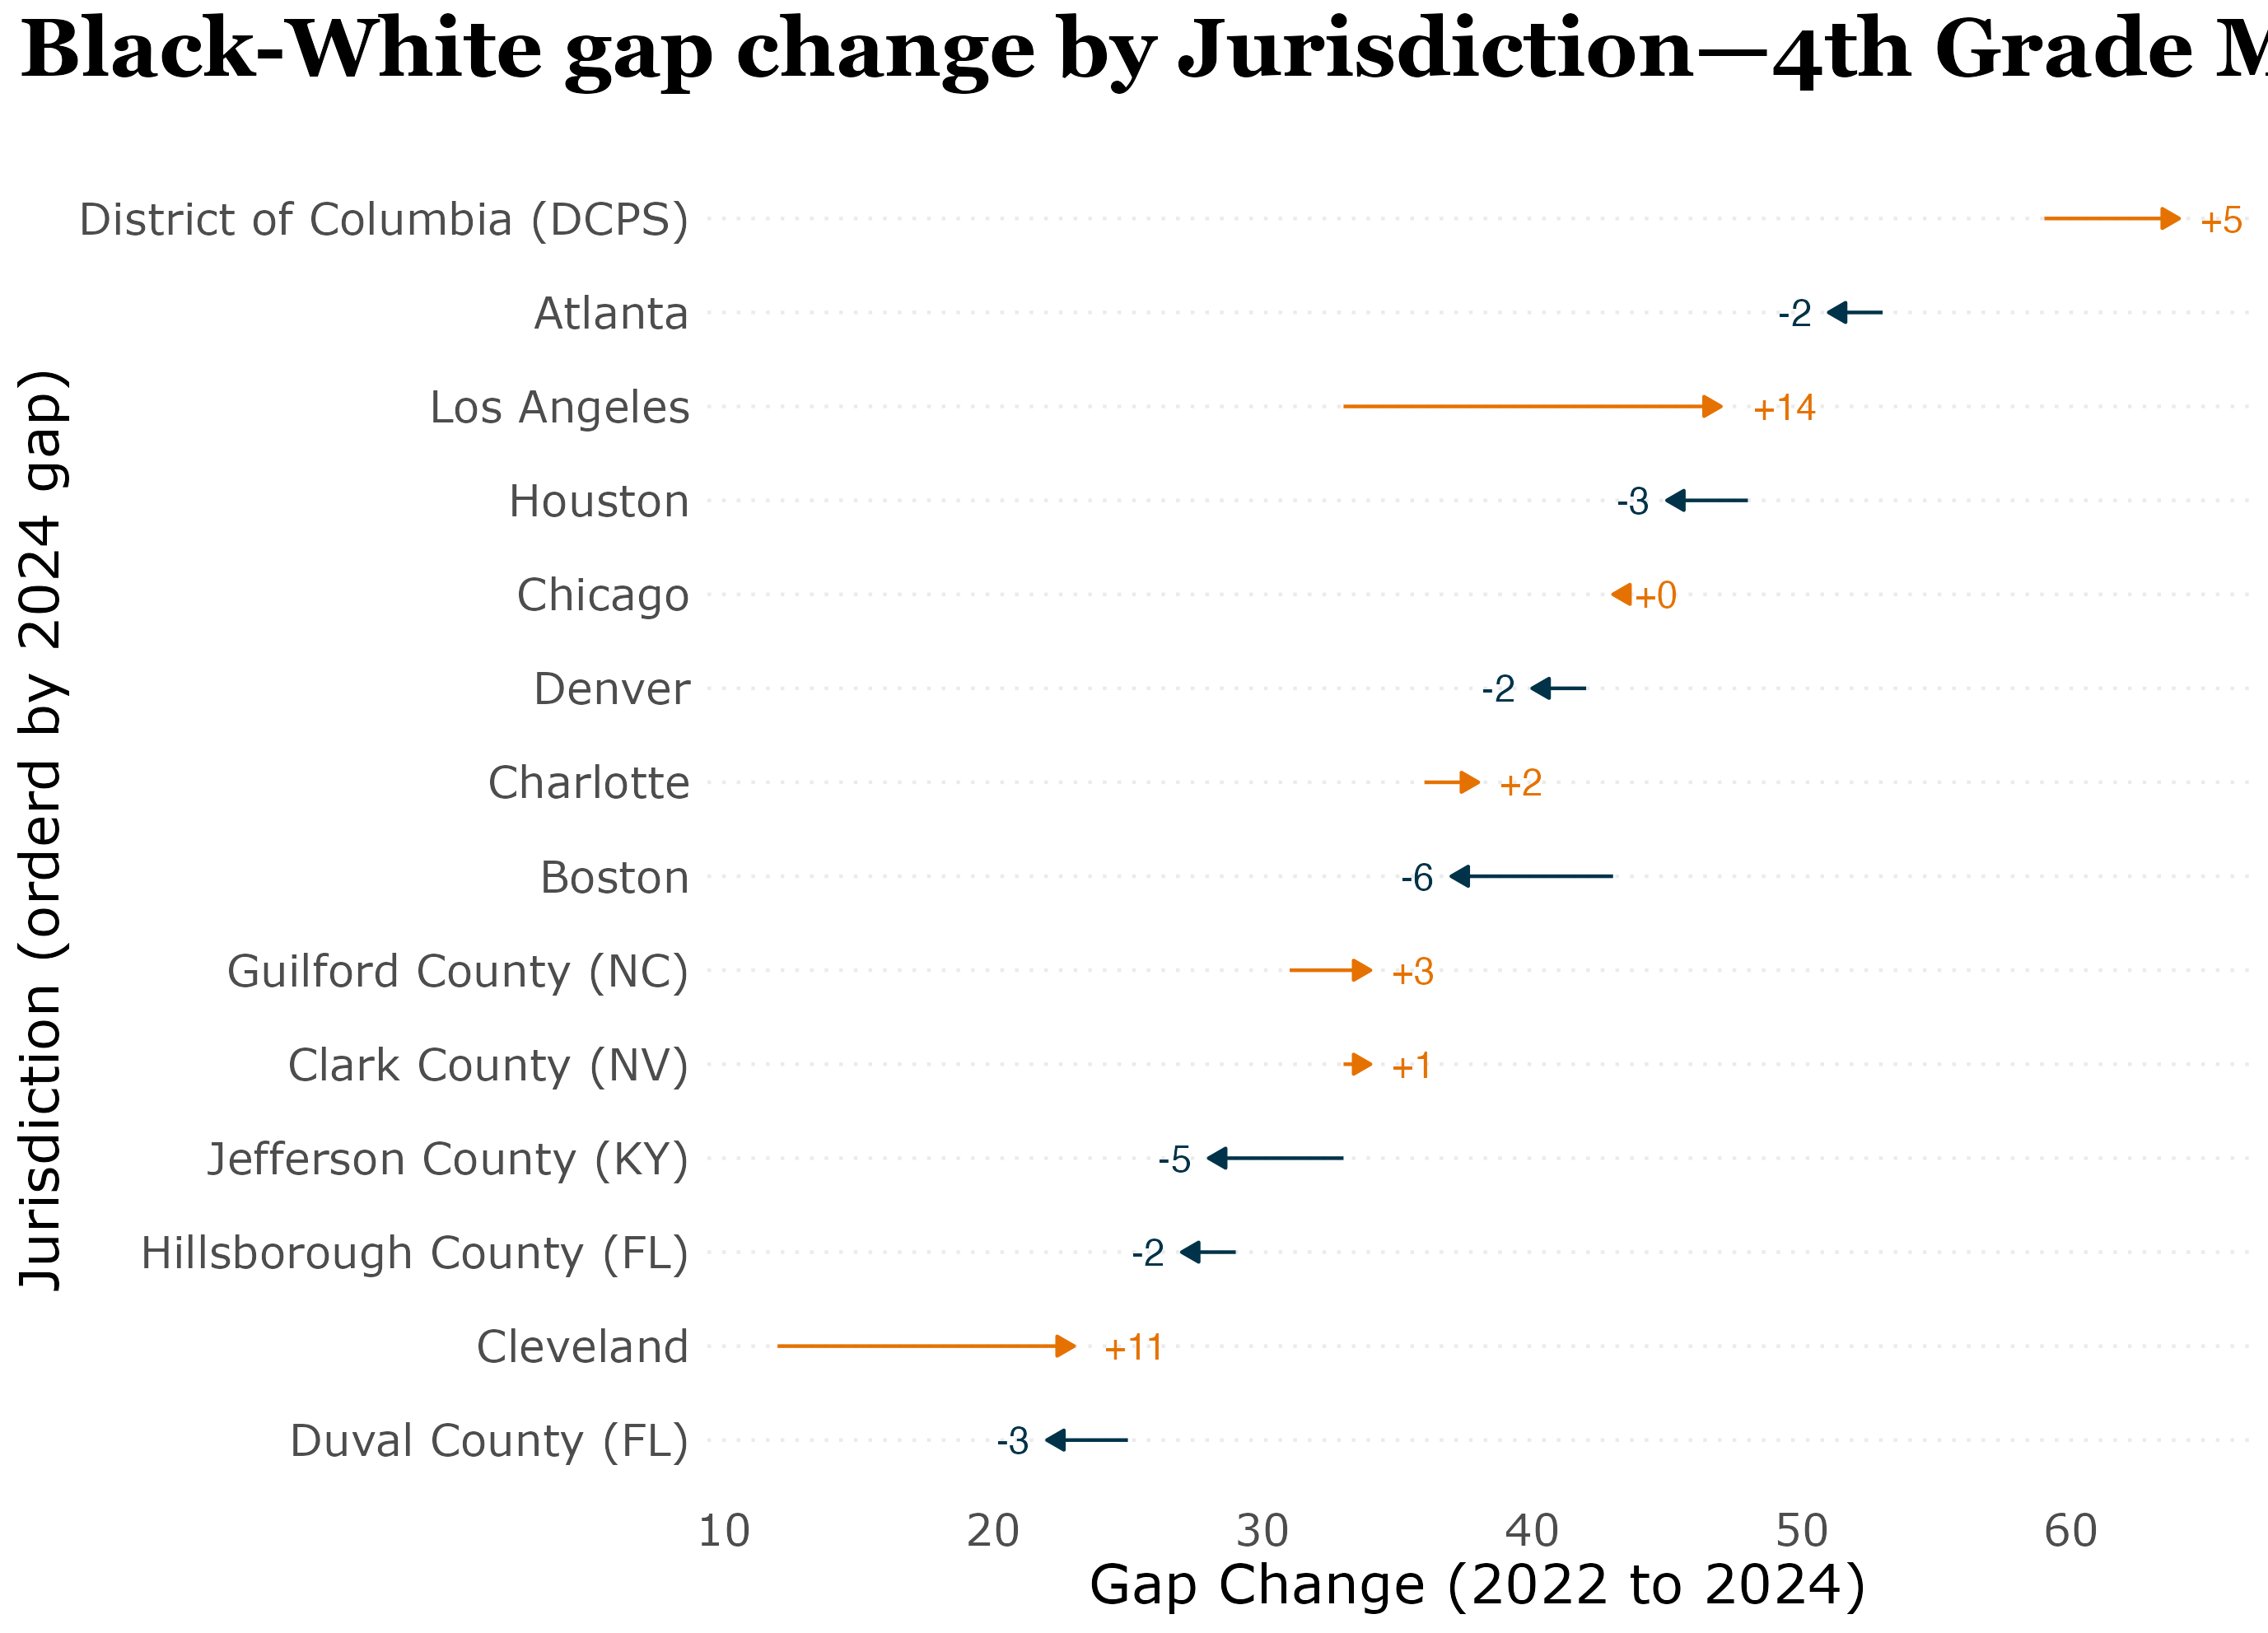 Black-White gap change by Jurisdiction—4th Grade M
District of Columbia (DCPS) +5
Atlanta -2
Los Angeles +14
Houston -3
Chicago +0
Denver -2
Charlotte +2
Boston -6
Guilford County (NC) +3
Clark County (NV) +1
Jefferson County (KY) -5
Hillsborough County (FL) -2
Cleveland +11
Duval County (FL) -3
Jurisdiction (orderd by 2024 gap)
10 20 30 40 50 60
Gap Change (2022 to 2024)